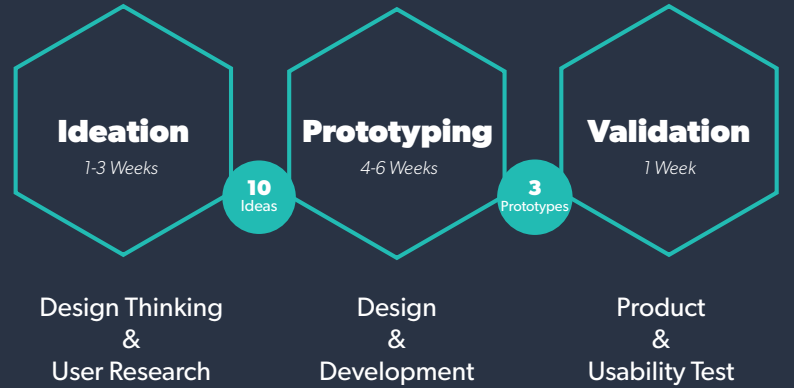 Ideation
1-3 Weeks
10
Ideas
Prototyping
4-6 Weeks
3
Prototypes
Validation
1 Week
Design Thinking
&
User Research
Design
&
Development
Product
&
Usability Test